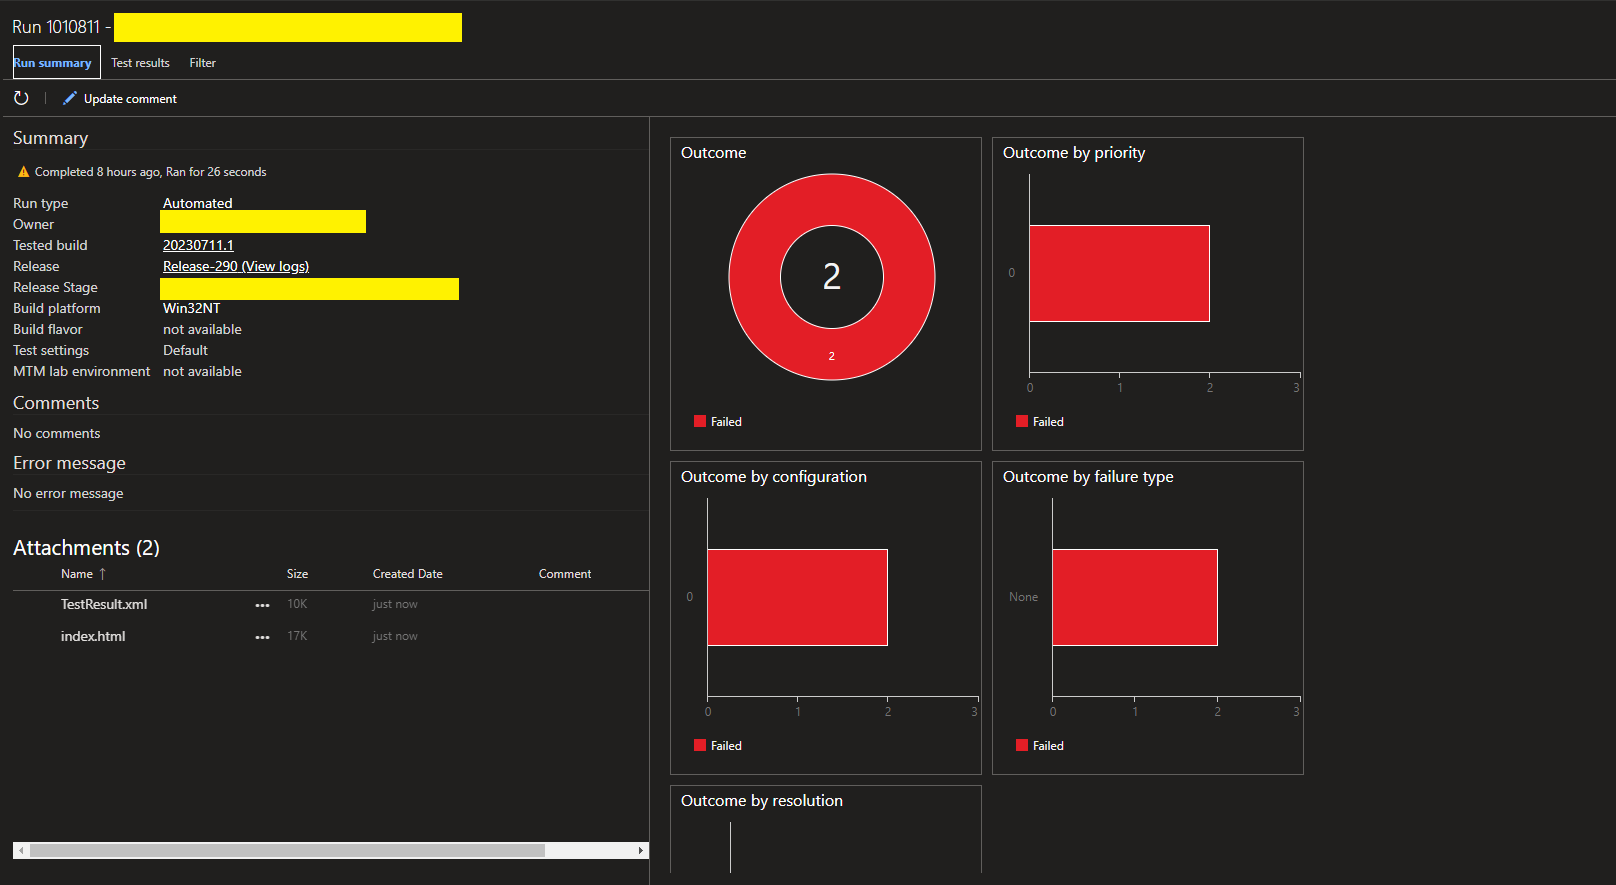 Run 1010811 -
Run summary Test results Filter
Update comment
Summary
Completed 8 hours ago, Ran for 26 seconds
Run type Automated
Owner
Tested build 20230711.1
Release Release-290 (View logs)
Release Stage
Build platform Win32NT
Build flavor not available
Test settings Default
MTM lab environment not available
Comments
No comments
Error message
No error message
Attachments (2)
Name ↑ Size Created Date Comment
TestResult.xml ••• 10K just now
index.html ••• 17K just now
Outcome
2
2
Failed
Outcome by priority
0
0 1 2 3
Failed
Outcome by configuration
0
0 1 2 3
Failed
Outcome by failure type
None
0 1 2 3
Failed
Outcome by resolution